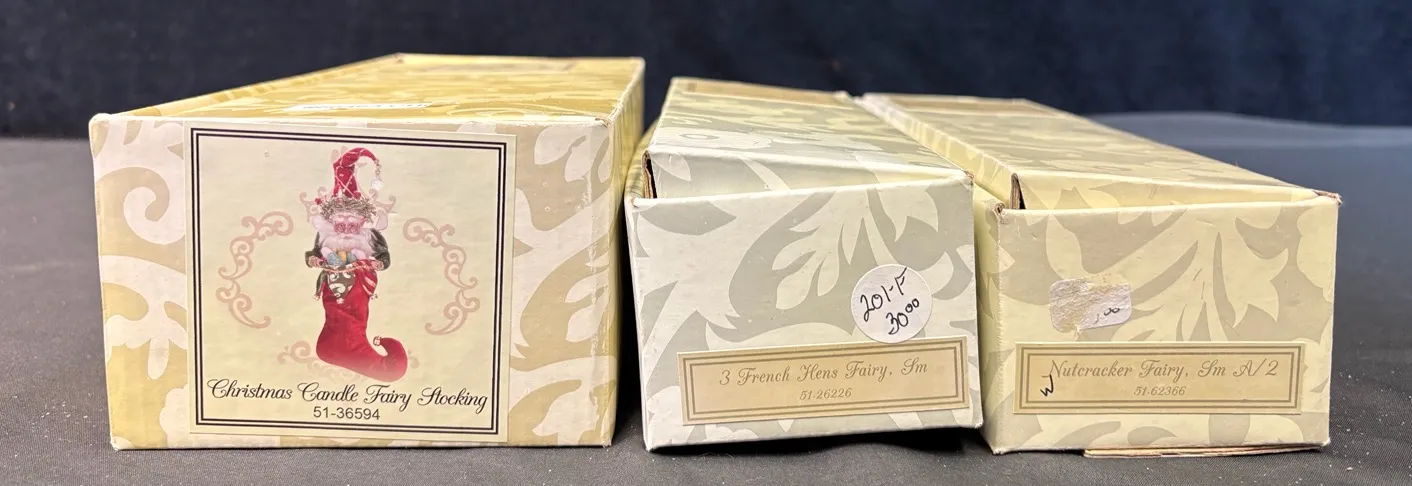 Christmas Candle Fairy Stocking
51-36594
201-F
30⁰⁰
3 French Hens Fairy, Sm
51-26226
.⁰⁰
W
Nutcracker Fairy, Sm A/2
51-62366